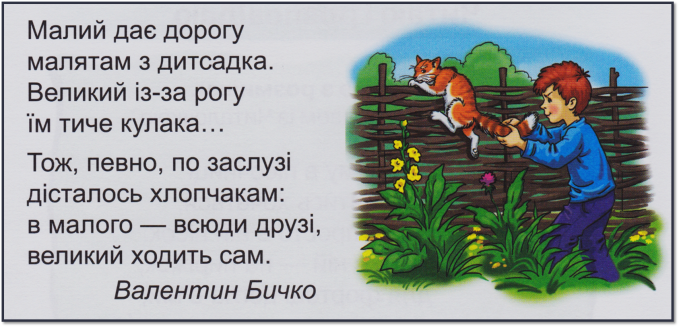 Малий дає дорогу
малятам з дитсадка.
Великий із-за рогу
їм тиче кулака…
Тож, певно, по заслузі
дісталось хлопчакам:
в малого — всюди друзі,
великий ходить сам.
Валентин Бичко